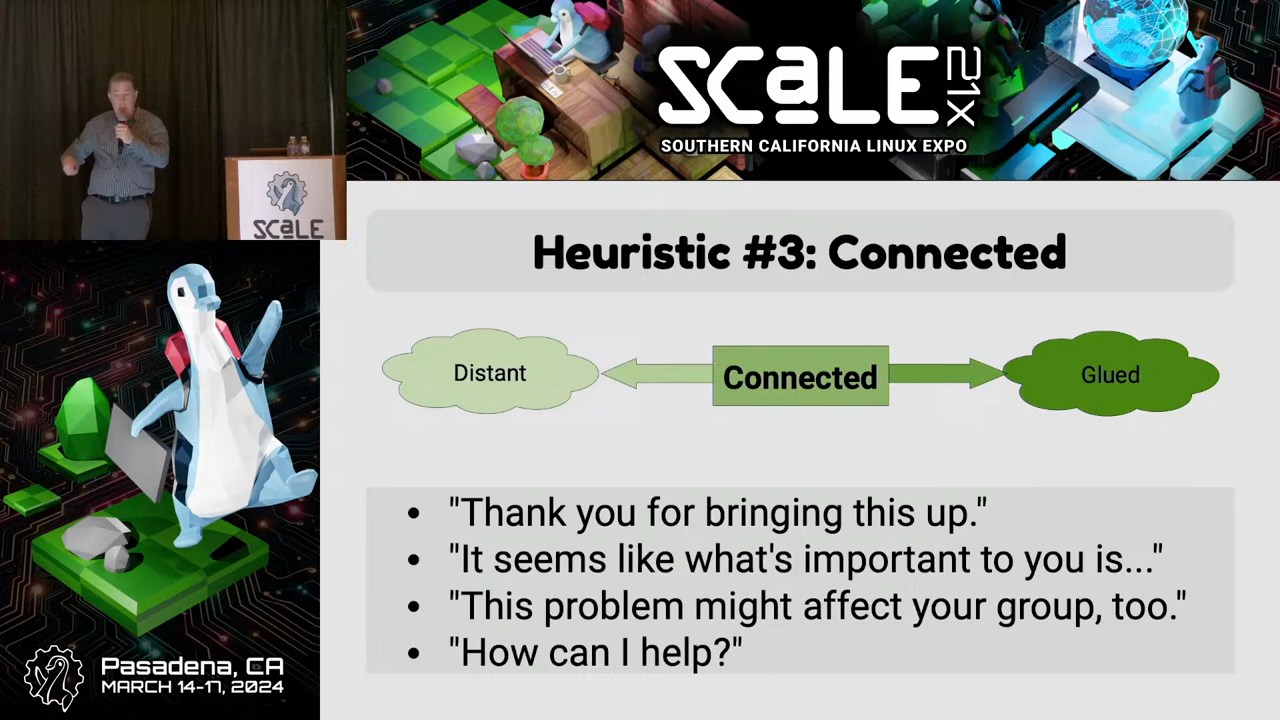 SCaLE 21X
SOUTHERN CALIFORNIA LINUX EXPO
SCaLE
Heuristic #3: Connected
Distant
Connected
Glued
• "Thank you for bringing this up."
• "It seems like what's important to you is..."
• "This problem might affect your group, too."
• "How can I help?"
Pasadena, CA
MARCH 14-17, 2024